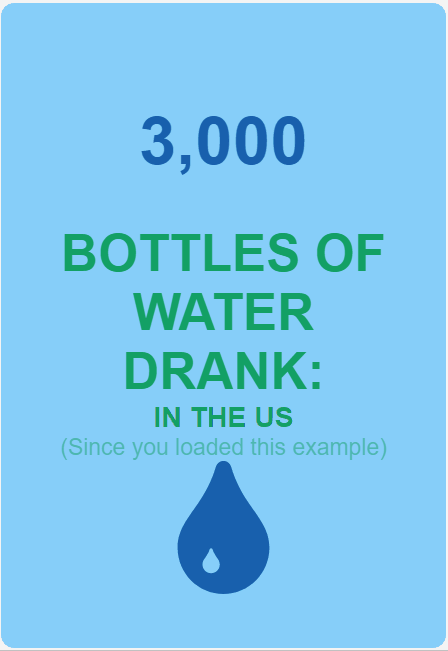 3,000
BOTTLES OF
WATER
DRANK:
IN THE US
(Since you loaded this example)